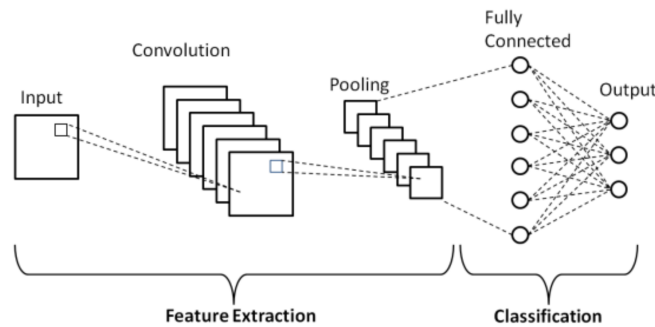 Fully
Connected
Convolution
Pooling
Output
Input
Feature Extraction
Classification